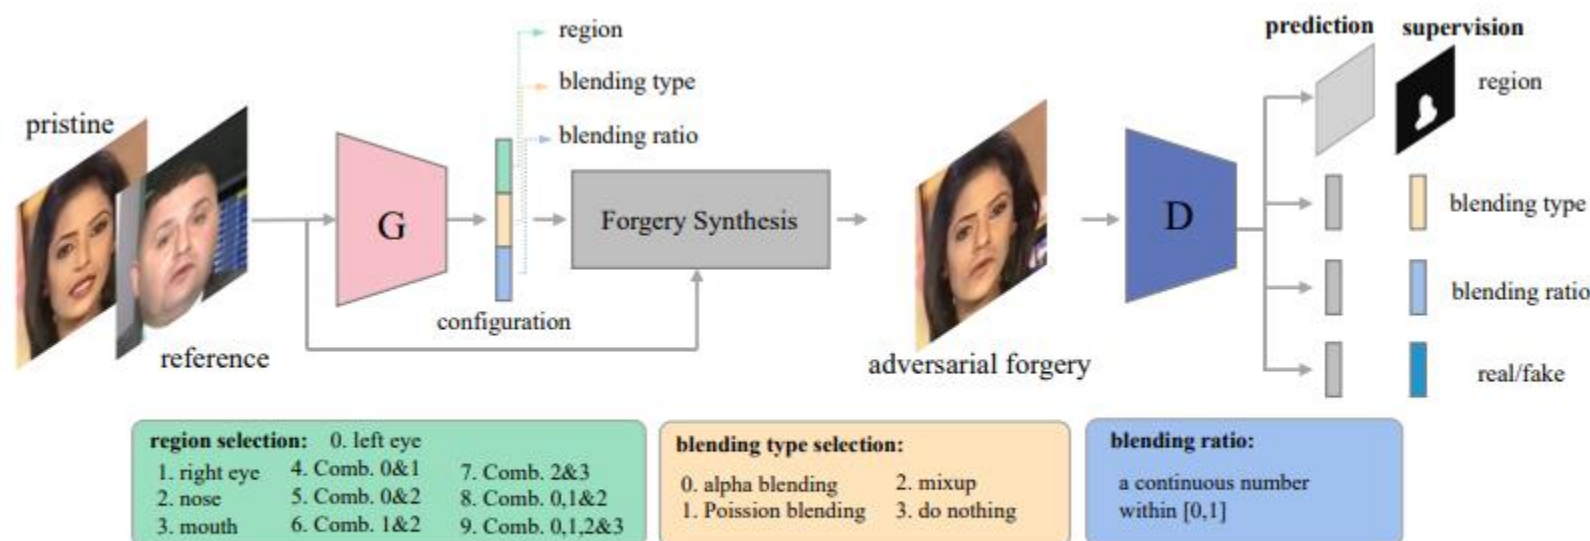 prediction supervision
region
blending type
blending ratio
pristine
reference
G
configuration
Forgery Synthesis
adversarial forgery
D
region
blending type
blending ratio
real/fake
region selection: 0. left eye
1. right eye 4. Comb. 0&1 7. Comb. 2&3
2. nose 5. Comb. 0&2 8. Comb. 0,1&2
3. mouth 6. Comb. 1&2 9. Comb. 0,1,2&3
blending type selection:
0. alpha blending 2. mixup
1. Poission blending 3. do nothing
blending ratio:
a continuous number
within [0,1]